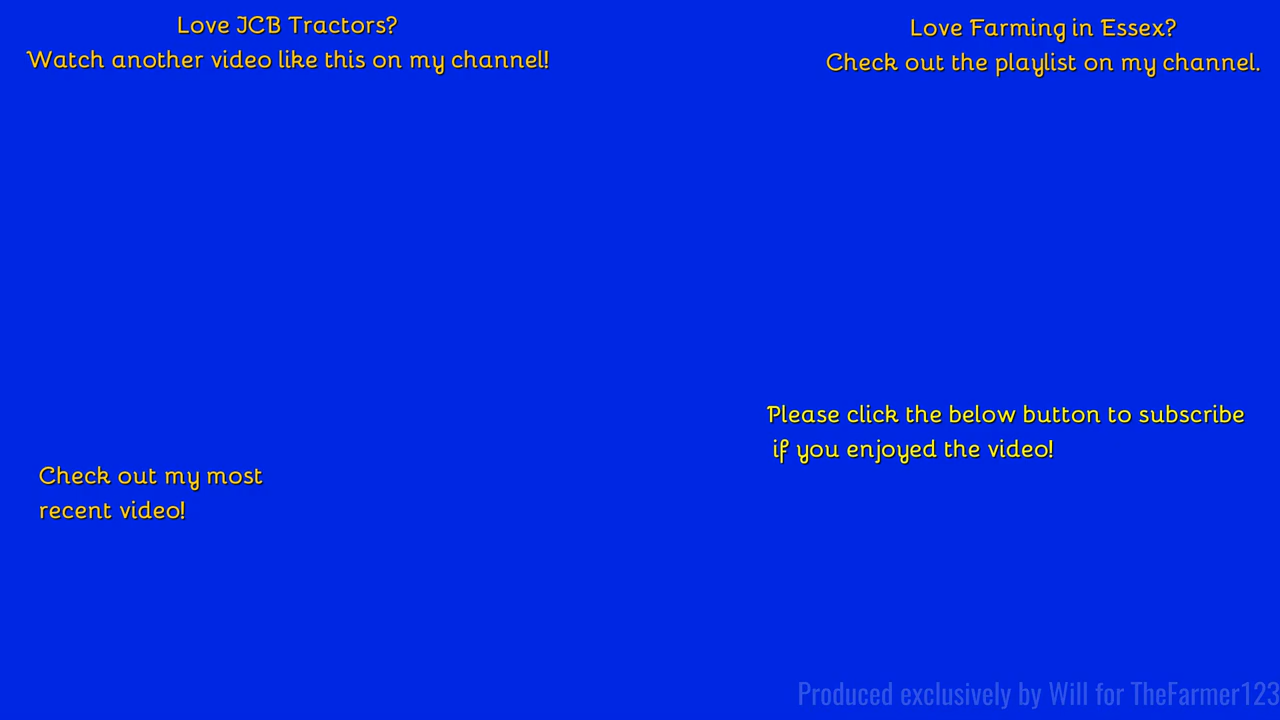 Love JCB Tractors?
Watch another video like this on my channel!
Love Farming in Essex?
Check out the playlist on my channel.
Please click the below button to subscribe
if you enjoyed the video!
Check out my most
recent video!
Produced exclusively by Will for TheFarmer123